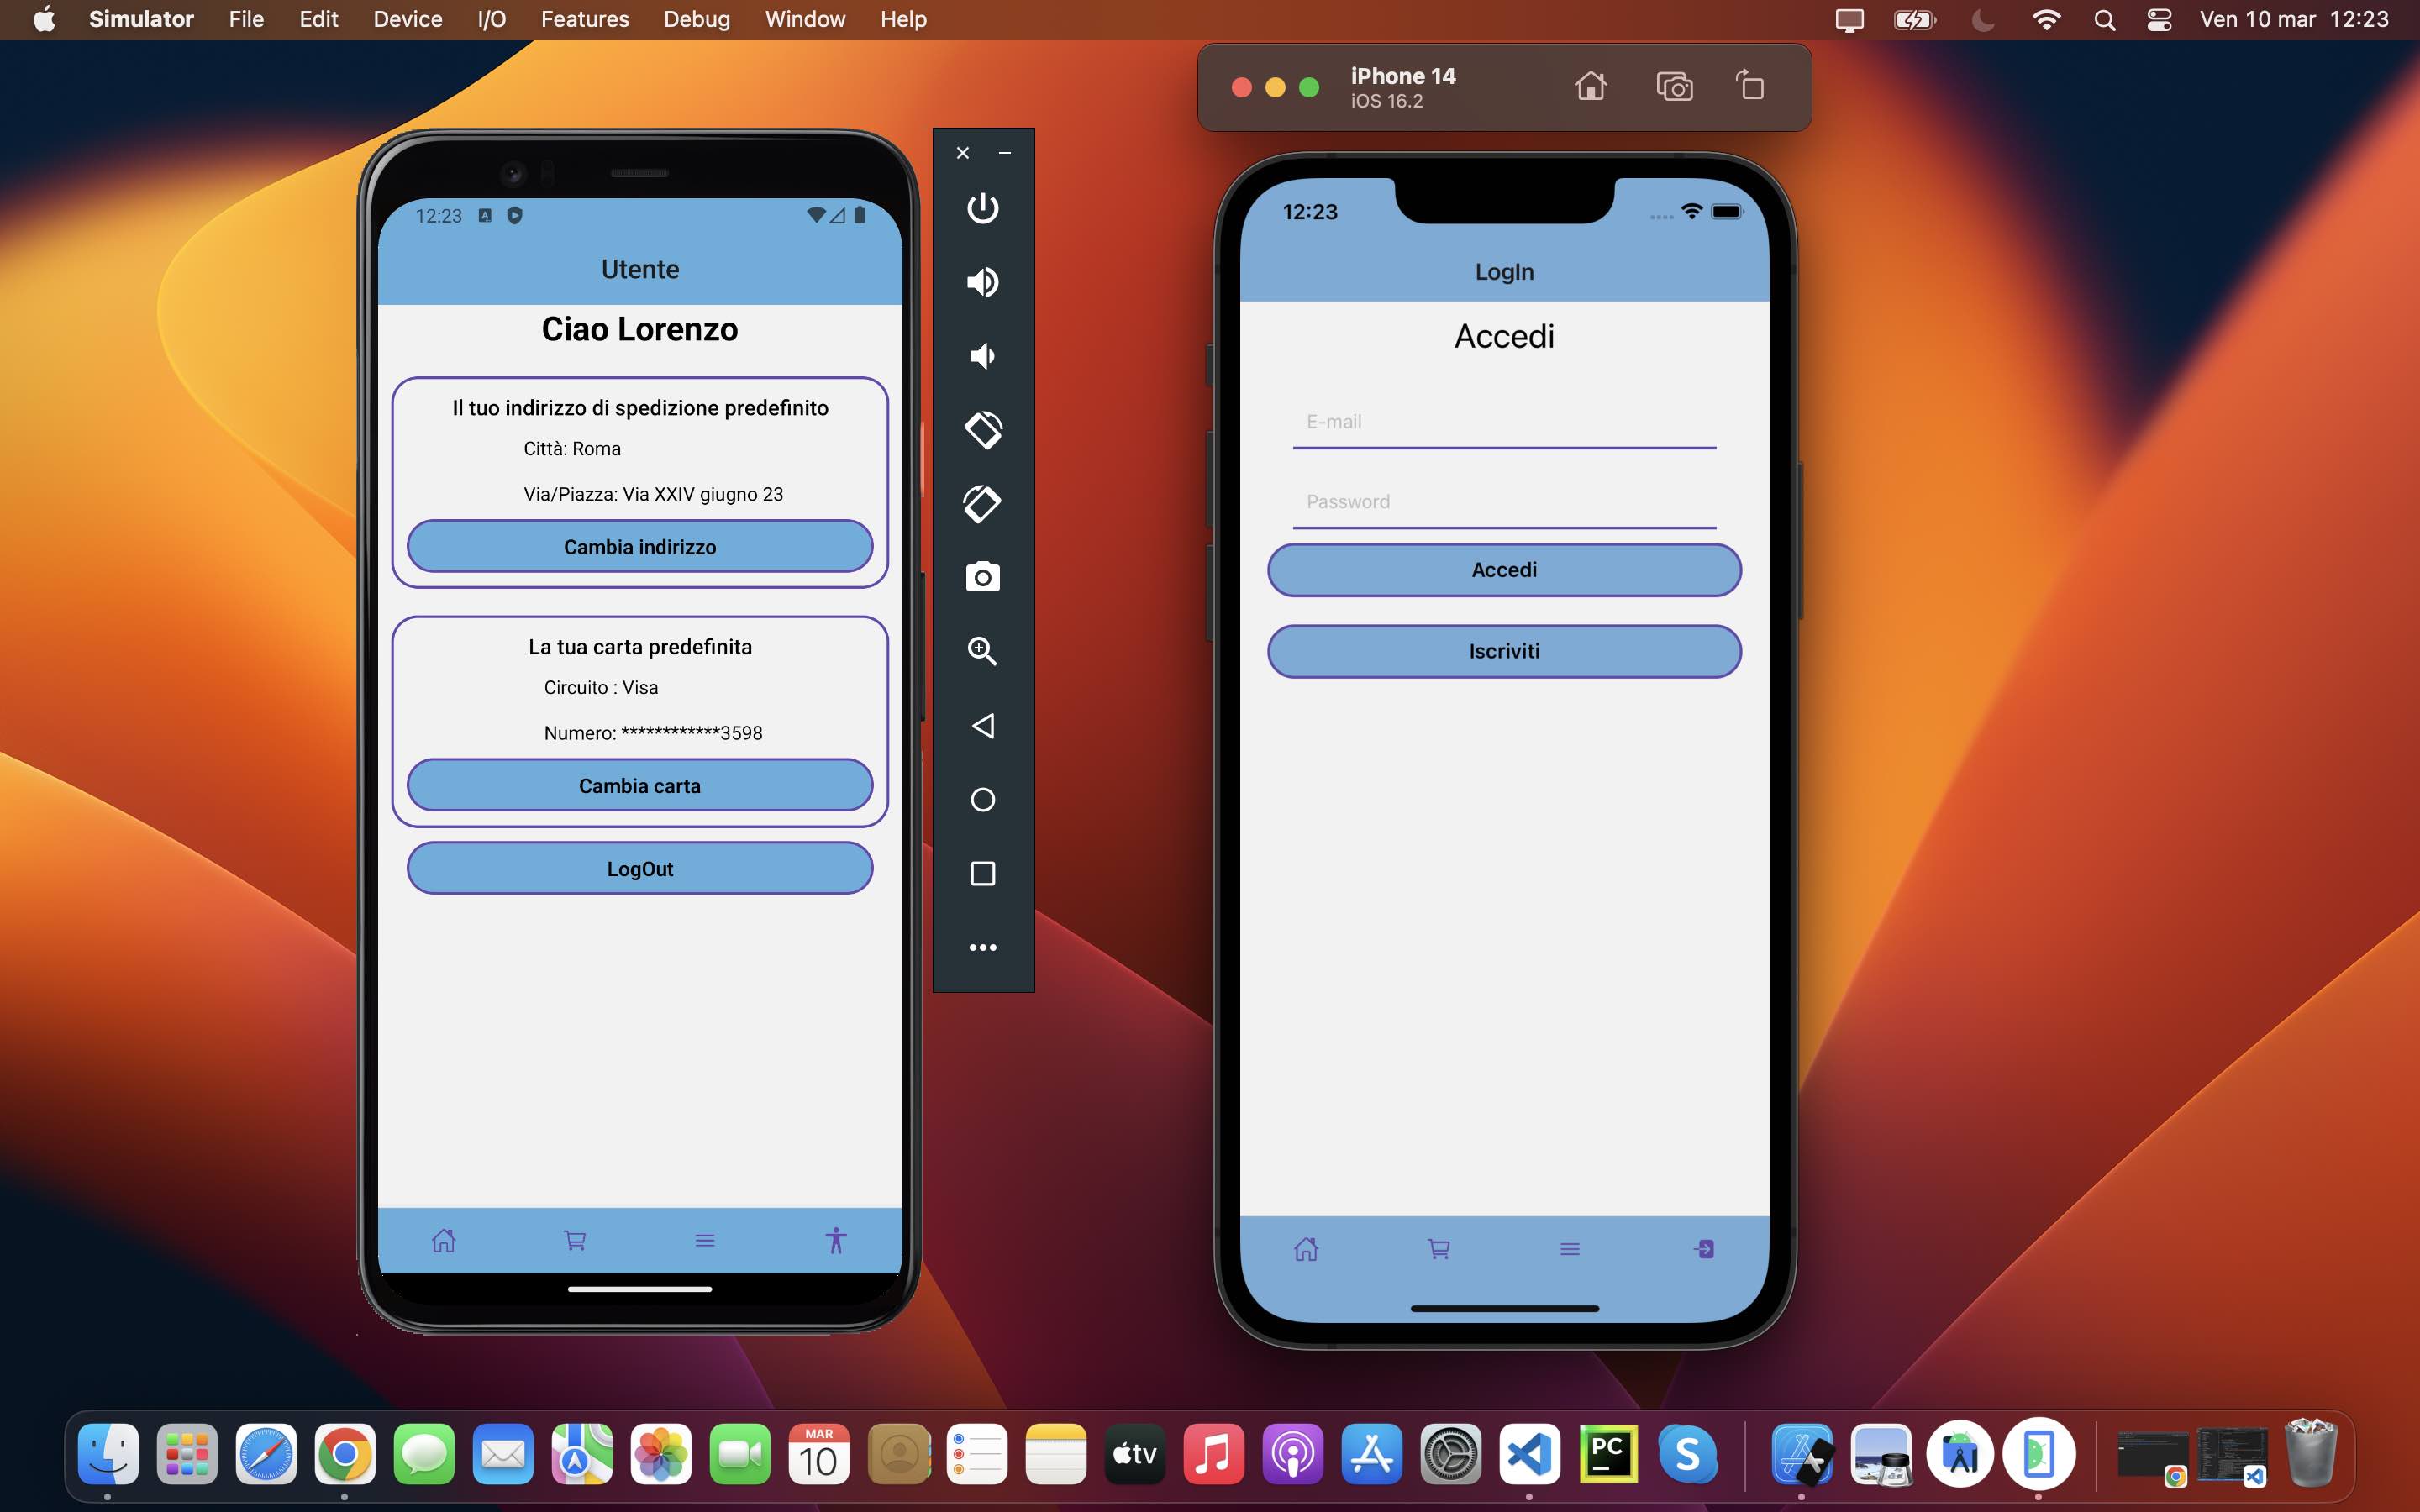 Simulator File Edit Device I/O Features Debug Window Help Ven 10 mar 12:23
iPhone 14
iOS 16.2
12:23
Utente
Ciao Lorenzo
Il tuo indirizzo di spedizione predefinito
Città: Roma
Via/Piazza: Via XXIV giugno 23
Cambia indirizzo
La tua carta predefinita
Circuito : Visa
Numero: ************3598
Cambia carta
LogOut
12:23
LogIn
Accedi
E-mail
Password
Accedi
Iscriviti
MAR
10
tv
PC
S